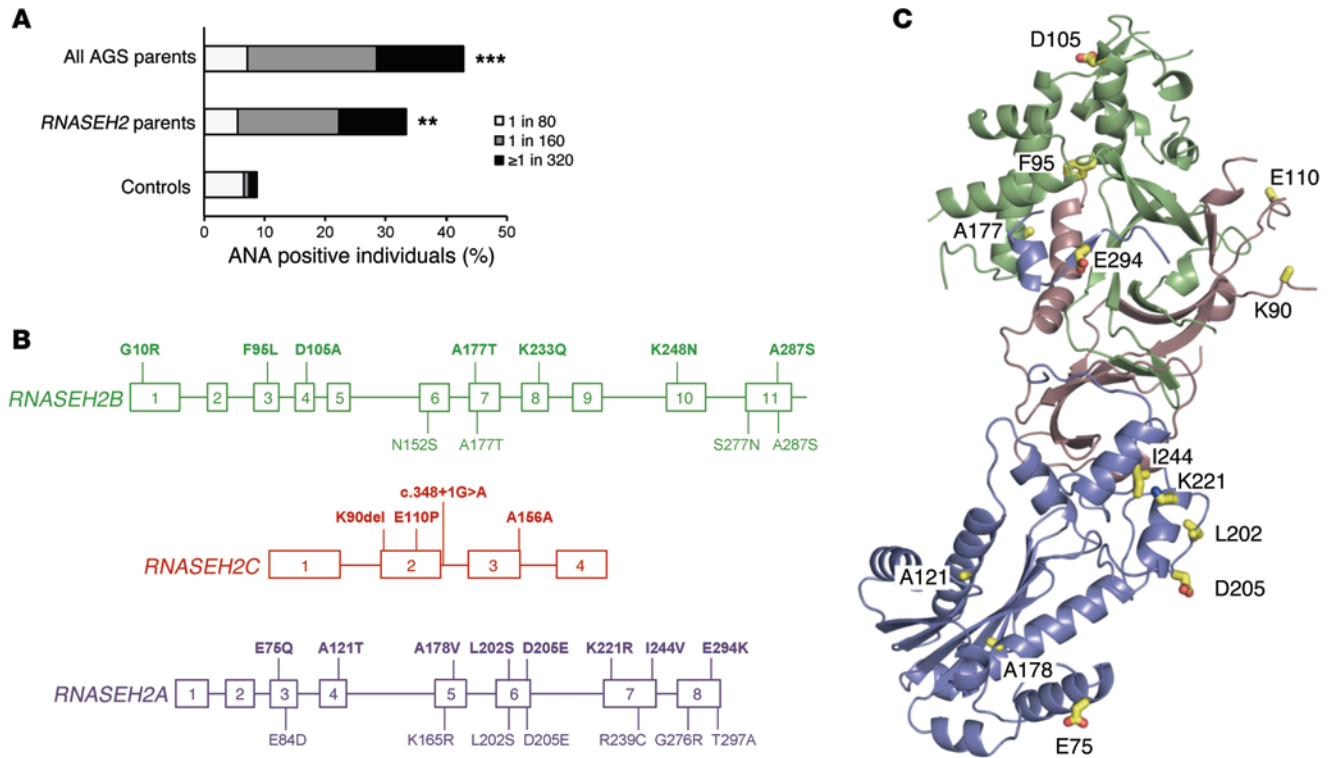 A
All AGS parents
***
RNASEH2 parents
**
Controls
1 in 80
1 in 160
≥1 in 320
0 10 20 30 40 50
ANA positive individuals (%)
B
G10R F95L D105A A177T K233Q K248N A287S
RNASEH2B 1 2 3 4 5 6 7 8 9 10 11
N152S A177T S277N A287S
c.348+1G>A
K90del E110P A156A
RNASEH2C 1 2 3 4
E75Q A121T A178V L202S D205E K221R I244V E294K
RNASEH2A 1 2 3 4 5 6 7 8
E84D K165R L202S D205E R239C G276R T297A
C
D105
F95
E110
A177
E294
K90
I244
K221
L202
A121
D205
A178
E75